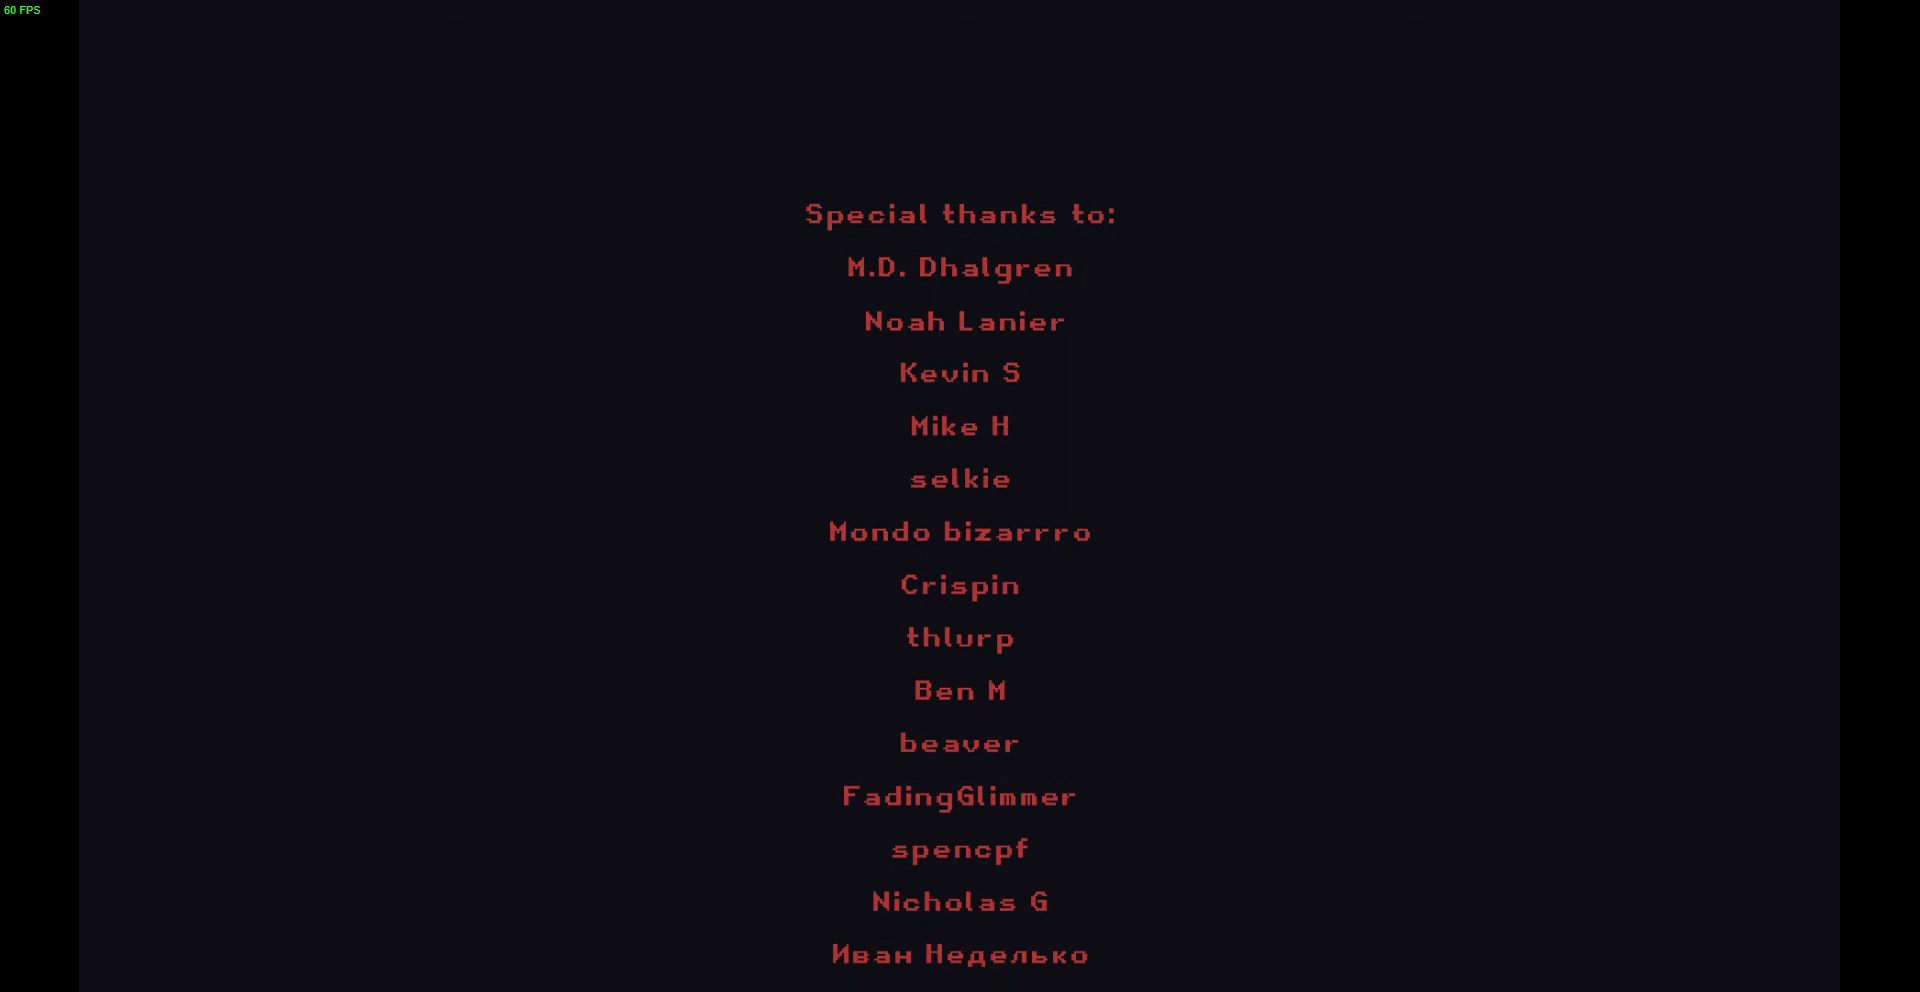 60 FPS
Special thanks to:
M.D. Dhalgren
Noah Lanier
Kevin S
Mike H
selkie
Mondo bizarrro
Crispin
thlurp
Ben M
beaver
FadingGlimmer
spencpf
Nicholas G
Иван Неделько